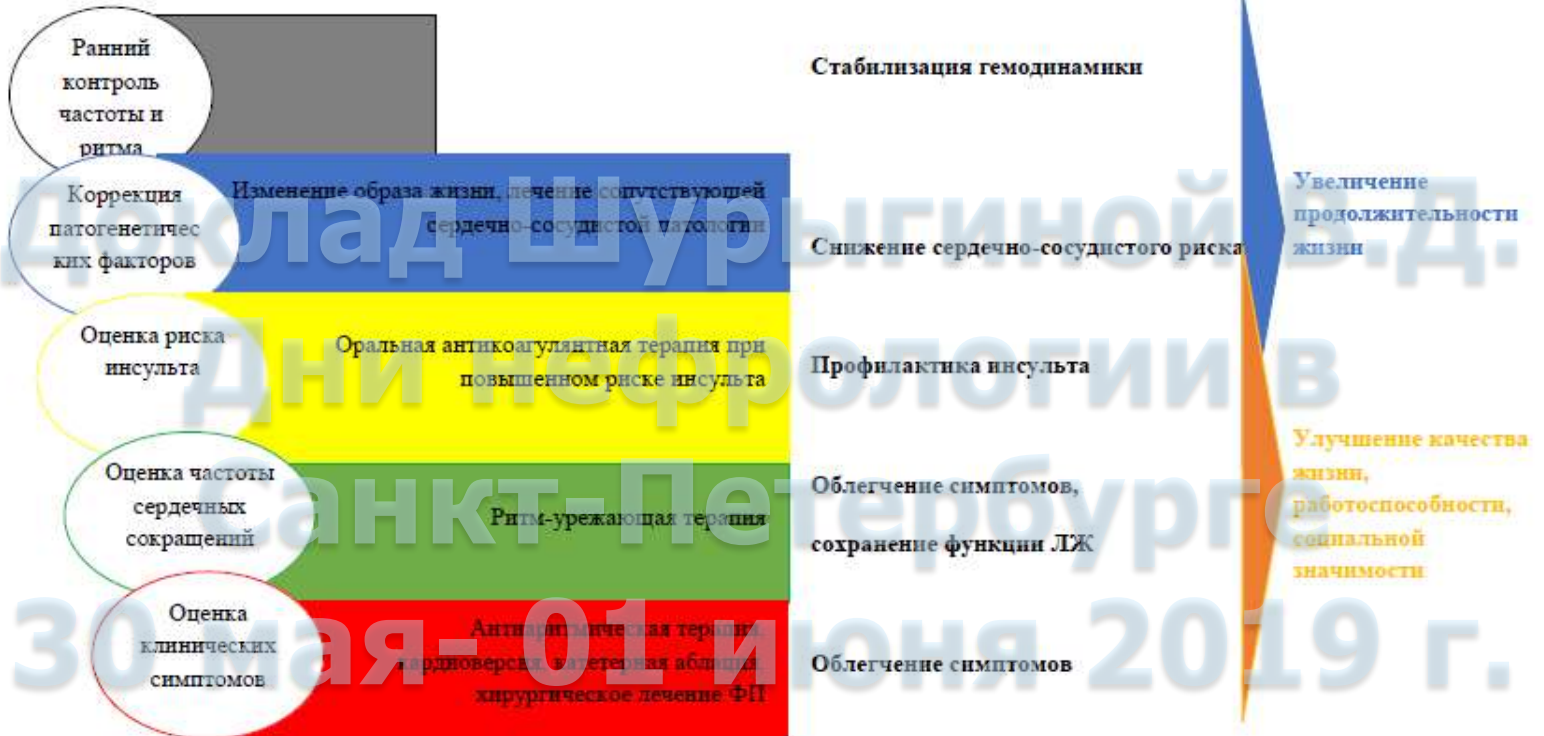 Ранний
контроль
частоты и
ритма
Стабилизация гемодинамики
Коррекция
патогенетичес
ких факторов
Изменение образа жизни, лечение сопутствующей
сердечно-сосудистой патологии
Снижение сердечно-сосудистого риска
Увеличение
продолжительности
жизни
Оценка риска
инсульта
Оральная антикоагулянтная терапия при
повышенном риске инсульта
Профилактика инсульта
Оценка частоты
сердечных
сокращений
Ритм-урежающая терапия
Облегчение симптомов,
сохранение функции ЛЖ
Улучшение качества
жизни,
работоспособности,
социальной
значимости
Оценка
клинических
симптомов
Антиаритмическая терапия,
кардиоверсия, катетерная аблация,
хирургическое лечение ФП
Облегчение симптомов
Доклад Шурыгиной В.Д.
Дни нефрологии в
Санкт-Петербурге
30 мая- 01 июня 2019 г.